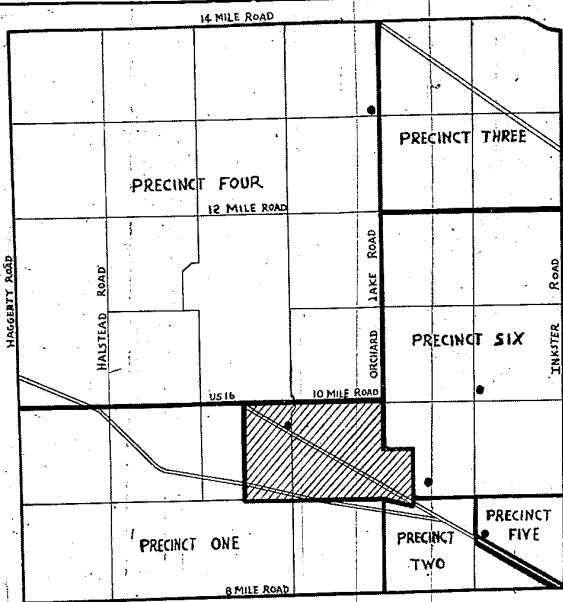 14 MILE ROAD
PRECINCT THREE
PRECINCT FOUR
12 MILE ROAD
HAGGERTY ROAD
HALSTEAD ROAD
ORCHARD LAKE ROAD
INKSTER ROAD
PRECINCT SIX
US 16
10 MILE ROAD
PRECINCT ONE
PRECINCT
TWO
PRECINCT
FIVE
8 MILE ROAD